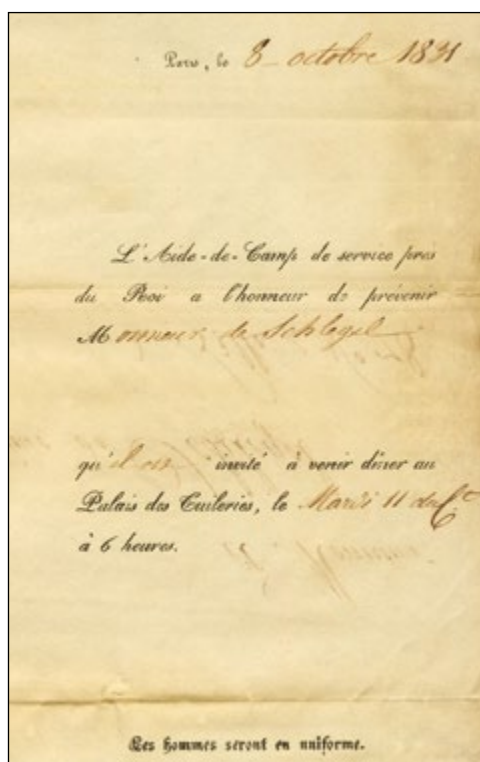 Paris, le 8 octobre 1831
L'Aide-de-Camp de service près
du Roi a l'honneur de prévenir
Monsieur de Schlegel
qu'il est invité à venir dîner au
Palais des Tuileries, le Mardi 11 du Ct
à 6 heures.
Les hommes seront en uniforme.